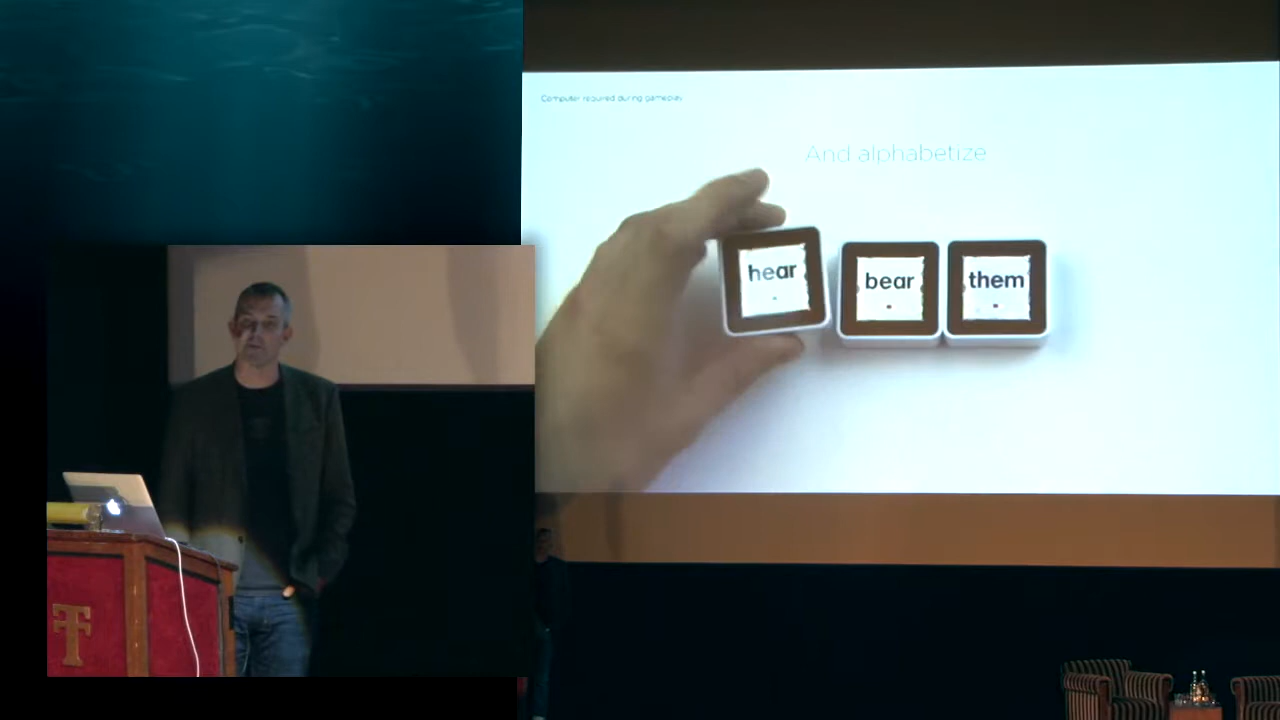 Computer required during gameplay
And alphabetize
hear
bear
them
T